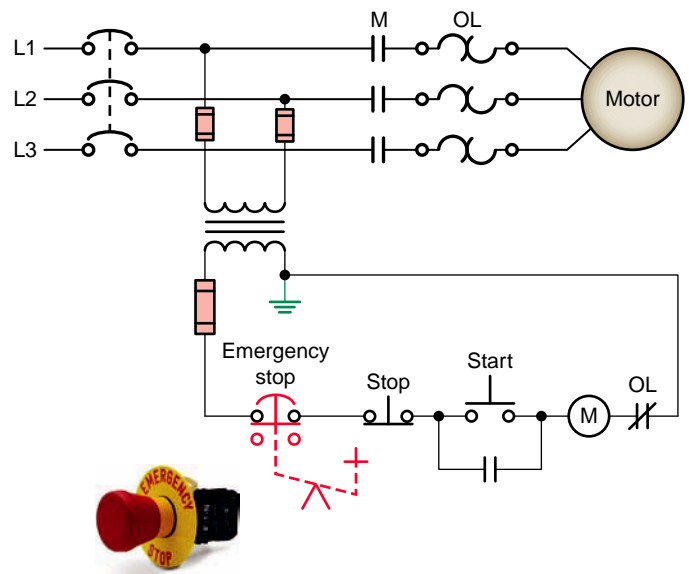 M
OL
L1
L2
Motor
L3
Emergency
stop
Stop
Start
M
OL
EMERGENCY
STOP